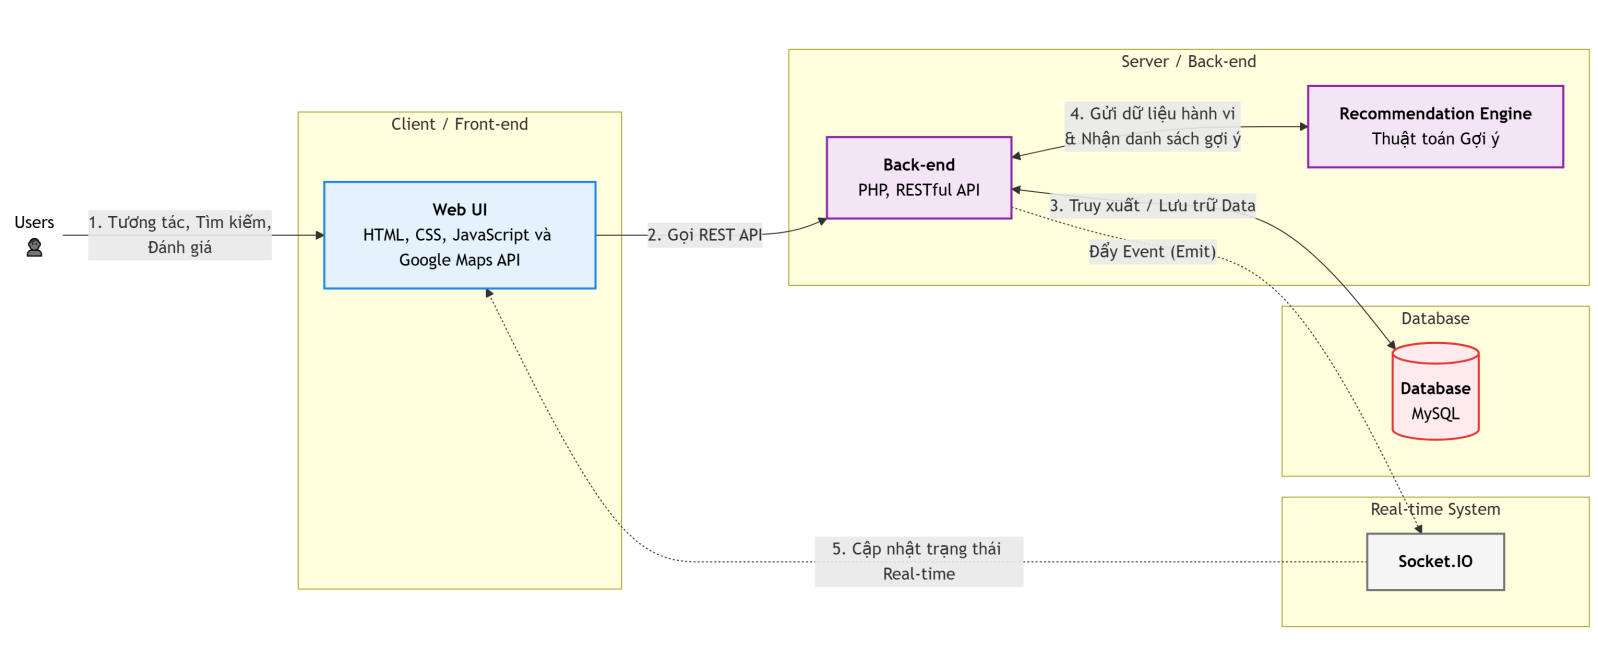 Users
1. Tương tác, Tìm kiếm,
Đánh giá
Client / Front-end
Web UI
HTML, CSS, JavaScript và
Google Maps API
2. Gọi REST API
Server / Back-end
Back-end
PHP, RESTful API
4. Gửi dữ liệu hành vi
& Nhận danh sách gợi ý
Recommendation Engine
Thuật toán Gợi ý
3. Truy xuất / Lưu trữ Data
Đẩy Event (Emit)
Database
Database
MySQL
Real-time System
Socket.IO
5. Cập nhật trạng thái
Real-time